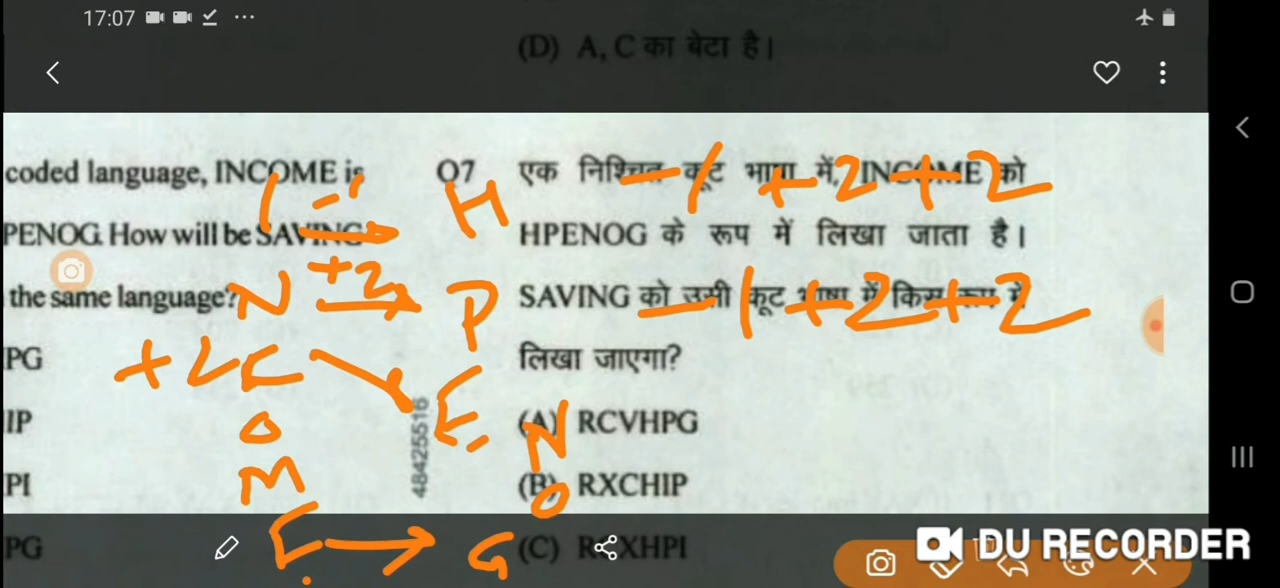 17:07
(D) A, C का बेटा है।
coded language, INCOME is
PENOG. How will be SAVING
the same language?
PG
IP
PI
PG
Q7 एक निश्चित कूट भाषा में, INCOME को
HPENOG के रूप में लिखा जाता है।
SAVING को उसी कूट भाषा में किस रूप में
लिखा जाएगा?
(A) RCVHPG
(B) RXCHIP
(C) RCXHPI
48425516
-1 +2 +2
-1 +2 +2
I -1 H
N +2 P
+2 C E
O N
M O
E G
DU RECORDER